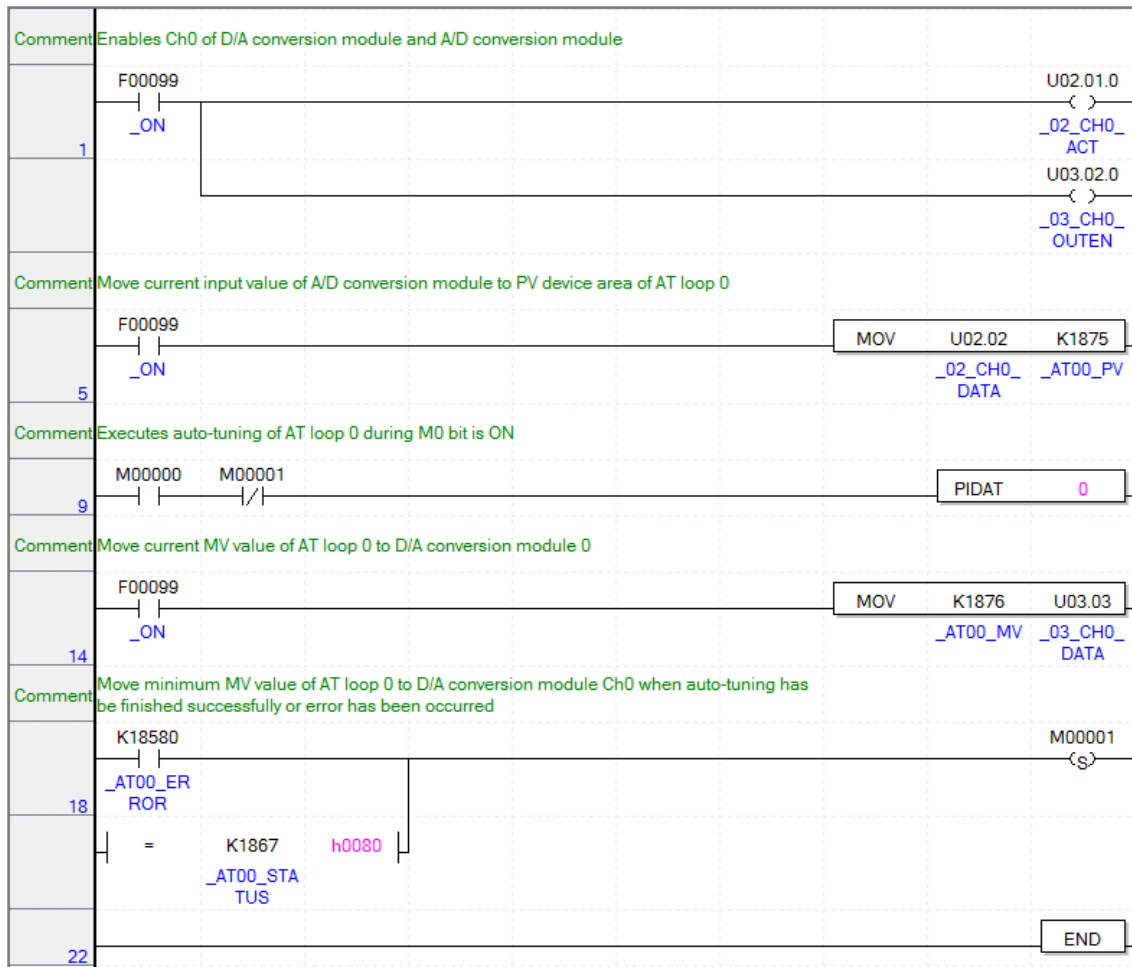 Comment Enables Ch0 of D/A conversion module and A/D conversion module
F00099 U02.01.0
_ON _02_CH0_
ACT
1
U03.02.0
_03_CH0_
OUTEN
Comment Move current input value of A/D conversion module to PV device area of AT loop 0
F00099
MOV U02.02 K1875
_ON _02_CH0_ _AT00_PV
DATA
5
Comment Executes auto-tuning of AT loop 0 during M0 bit is ON
M00000 M00001
PIDAT 0
9
Comment Move current MV value of AT loop 0 to D/A conversion module 0
F00099
MOV K1876 U03.03
_ON _AT00_MV _03_CH0_
DATA
14
Comment Move minimum MV value of AT loop 0 to D/A conversion module Ch0 when auto-tuning has
be finished successfully or error has been occurred
K18580 M00001
S
_AT00_ER
ROR
18
= K1867 h0080
_AT00_STA
TUS
END
22